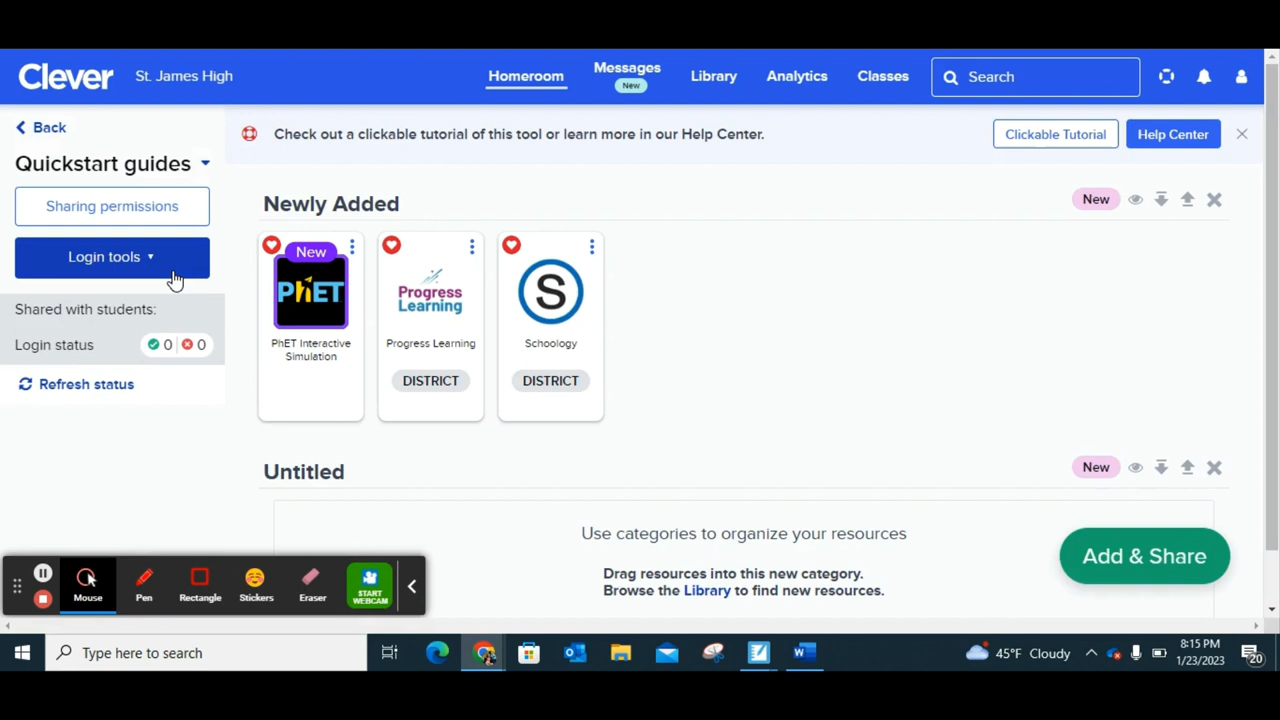 Clever
St. James High
Homeroom
Messages
New
Library
Analytics
Classes
Search
Back
Quickstart guides
Sharing permissions
Login tools
Shared with students:
Login status
0
0
Refresh status
Check out a clickable tutorial of this tool or learn more in our Help Center.
Clickable Tutorial
Help Center
Newly Added
New
New
PhET
PhET Interactive
Simulation
Progress
Learning
Progress Learning
DISTRICT
S
Schoology
DISTRICT
Untitled
New
Use categories to organize your resources
Drag resources into this new category.
Browse the Library to find new resources.
Add & Share
Mouse
Pen
Rectangle
Stickers
Eraser
START
WEBCAM
Type here to search
W
45°F Cloudy
8:15 PM
1/23/2023
20